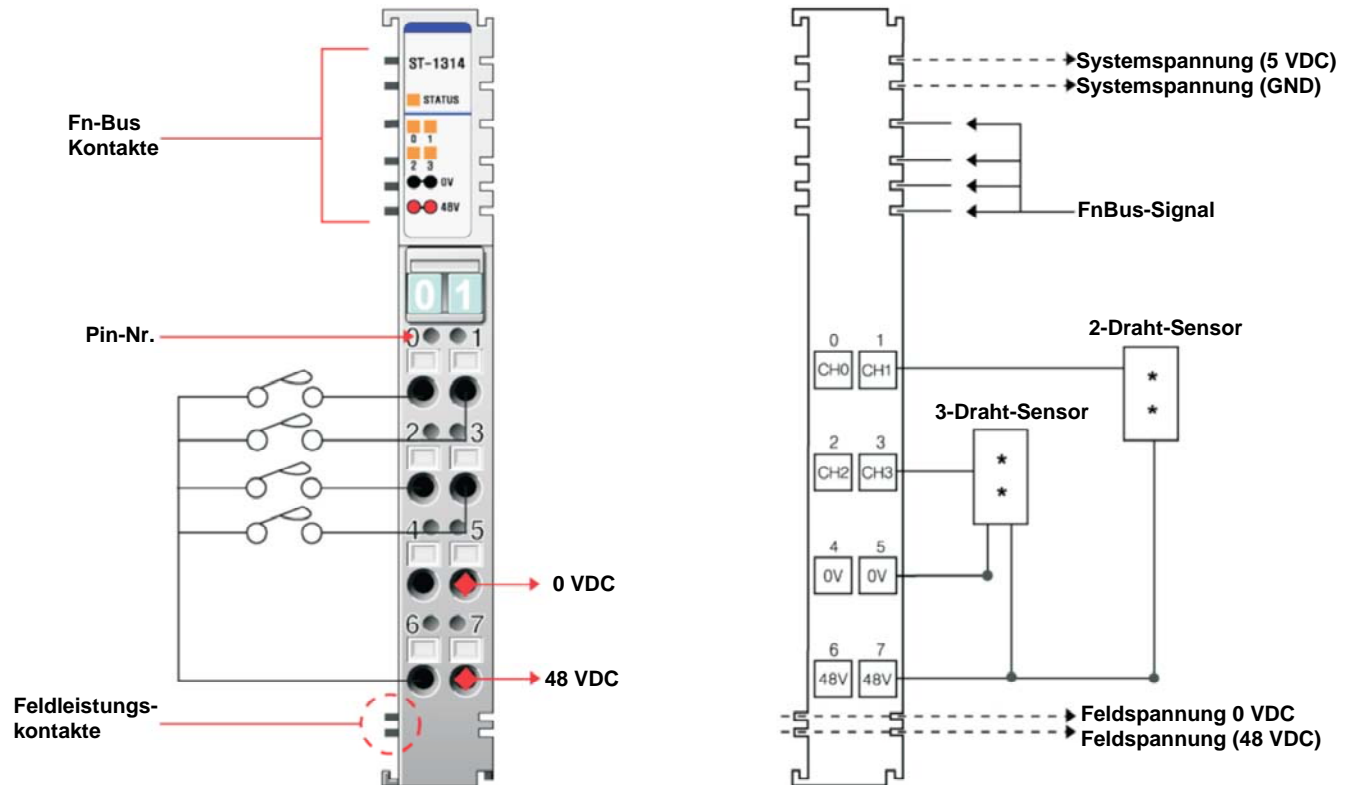 ST-1314
STATUS
0 1
2 3
0V
48V
Fn-Bus
Kontakte
01
Pin-Nr.
0 1
2 3
4 5
0 VDC
6 7
48 VDC
Feldleistungs-
kontakte
Systemspannung (5 VDC)
Systemspannung (GND)
FnBus-Signal
2-Draht-Sensor
0 1
CH0 CH1
*
*
3-Draht-Sensor
2 3
CH2 CH3
*
*
4 5
0V 0V
6 7
48V 48V
Feldspannung 0 VDC
Feldspannung (48 VDC)